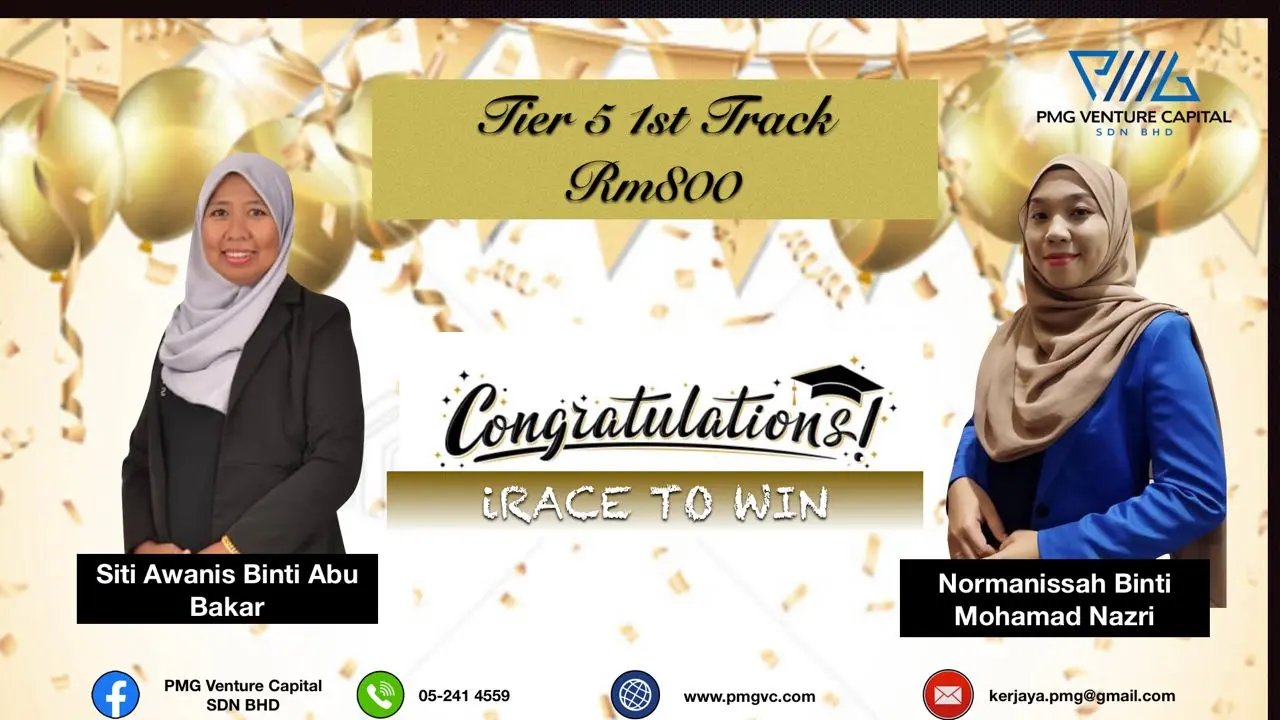 PMG
PMG VENTURE CAPITAL
SDN BHD
Tier 5 1st Track
Rm800
Congratulations!
iRACE TO WIN
Siti Awanis Binti Abu
Bakar
Normanissah Binti
Mohamad Nazri
PMG Venture Capital
SDN BHD
05-241 4559
www.pmgvc.com
kerjaya.pmg@gmail.com